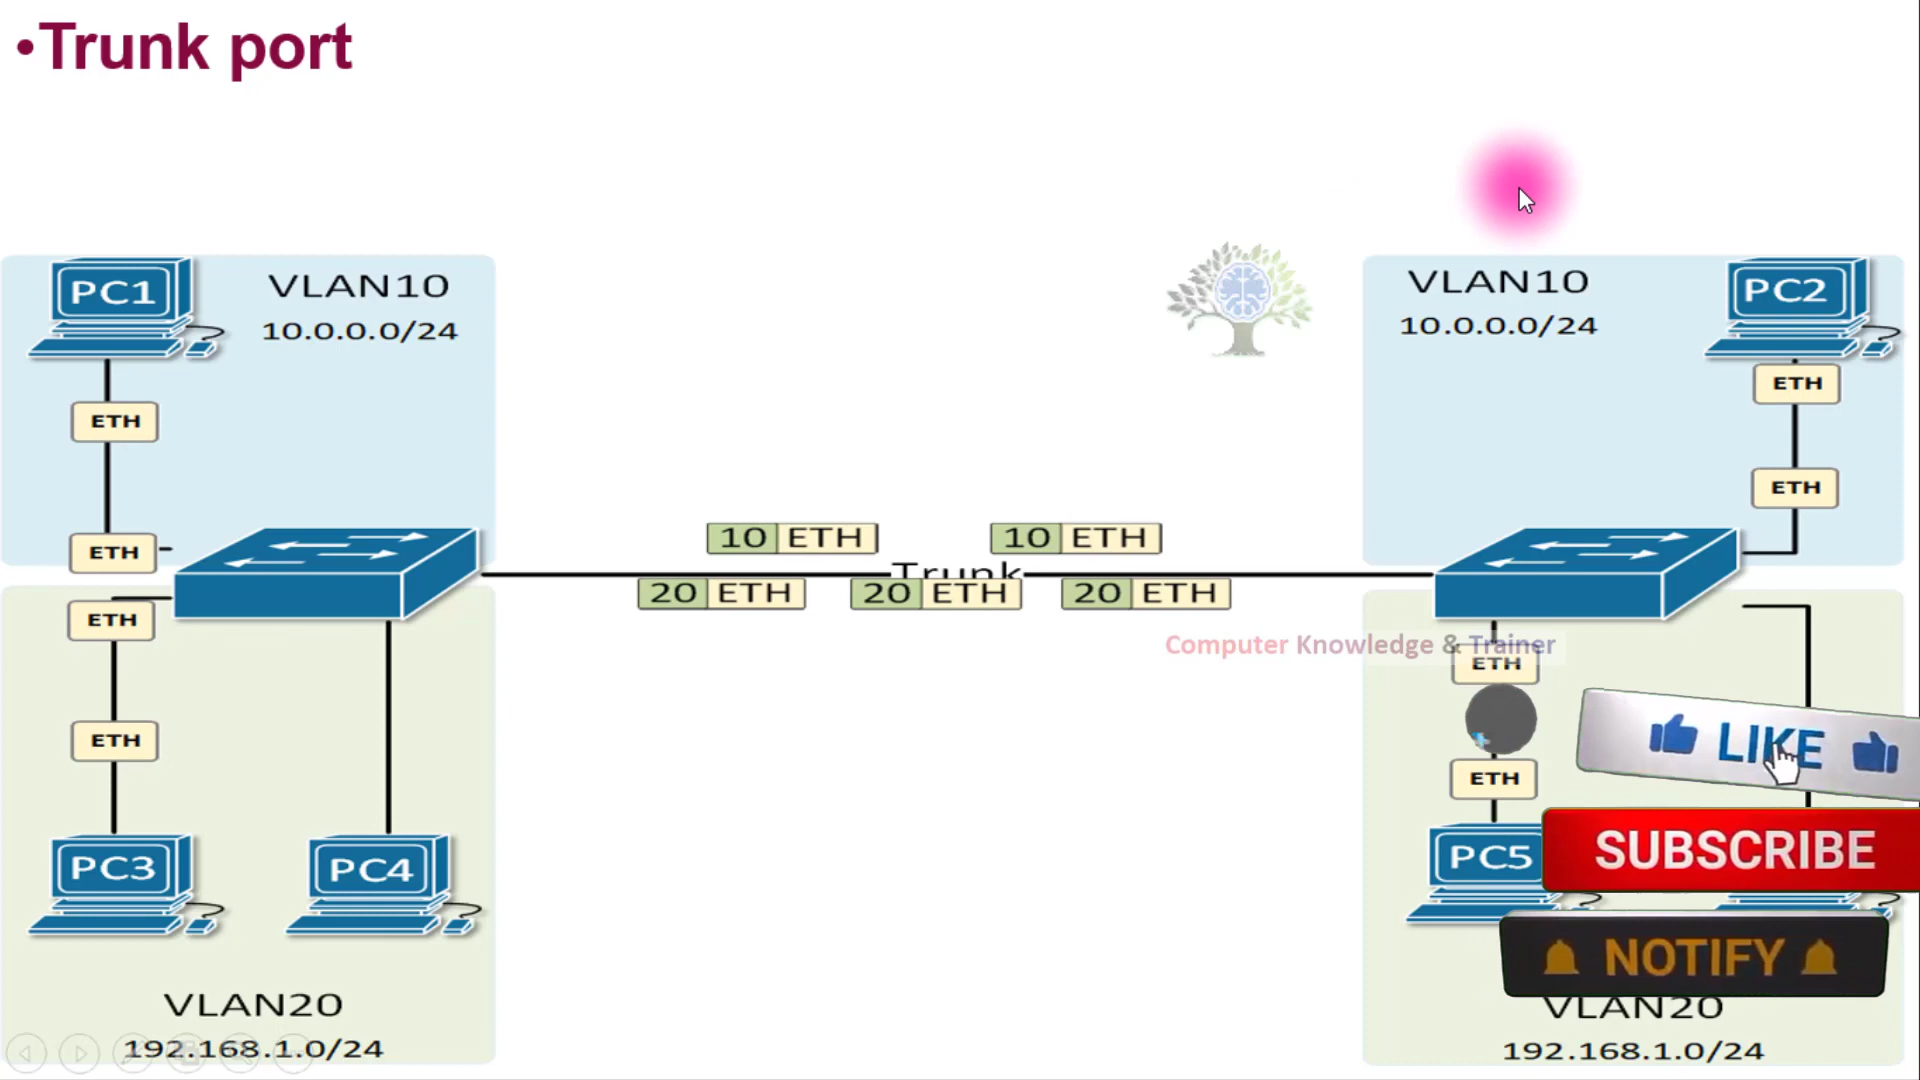 •Trunk port
PC1
VLAN10
10.0.0.0/24
VLAN10
10.0.0.0/24
PC2
ETH
ETH
ETH
ETH
10 ETH
10 ETH
Trunk
20 ETH
20 ETH
20 ETH
ETH
Computer Knowledge & Trainer
ETH
ETH
ETH
LIKE
PC3
PC4
PC5
SUBSCRIBE
NOTIFY
VLAN20
192.168.1.0/24
VLAN20
192.168.1.0/24